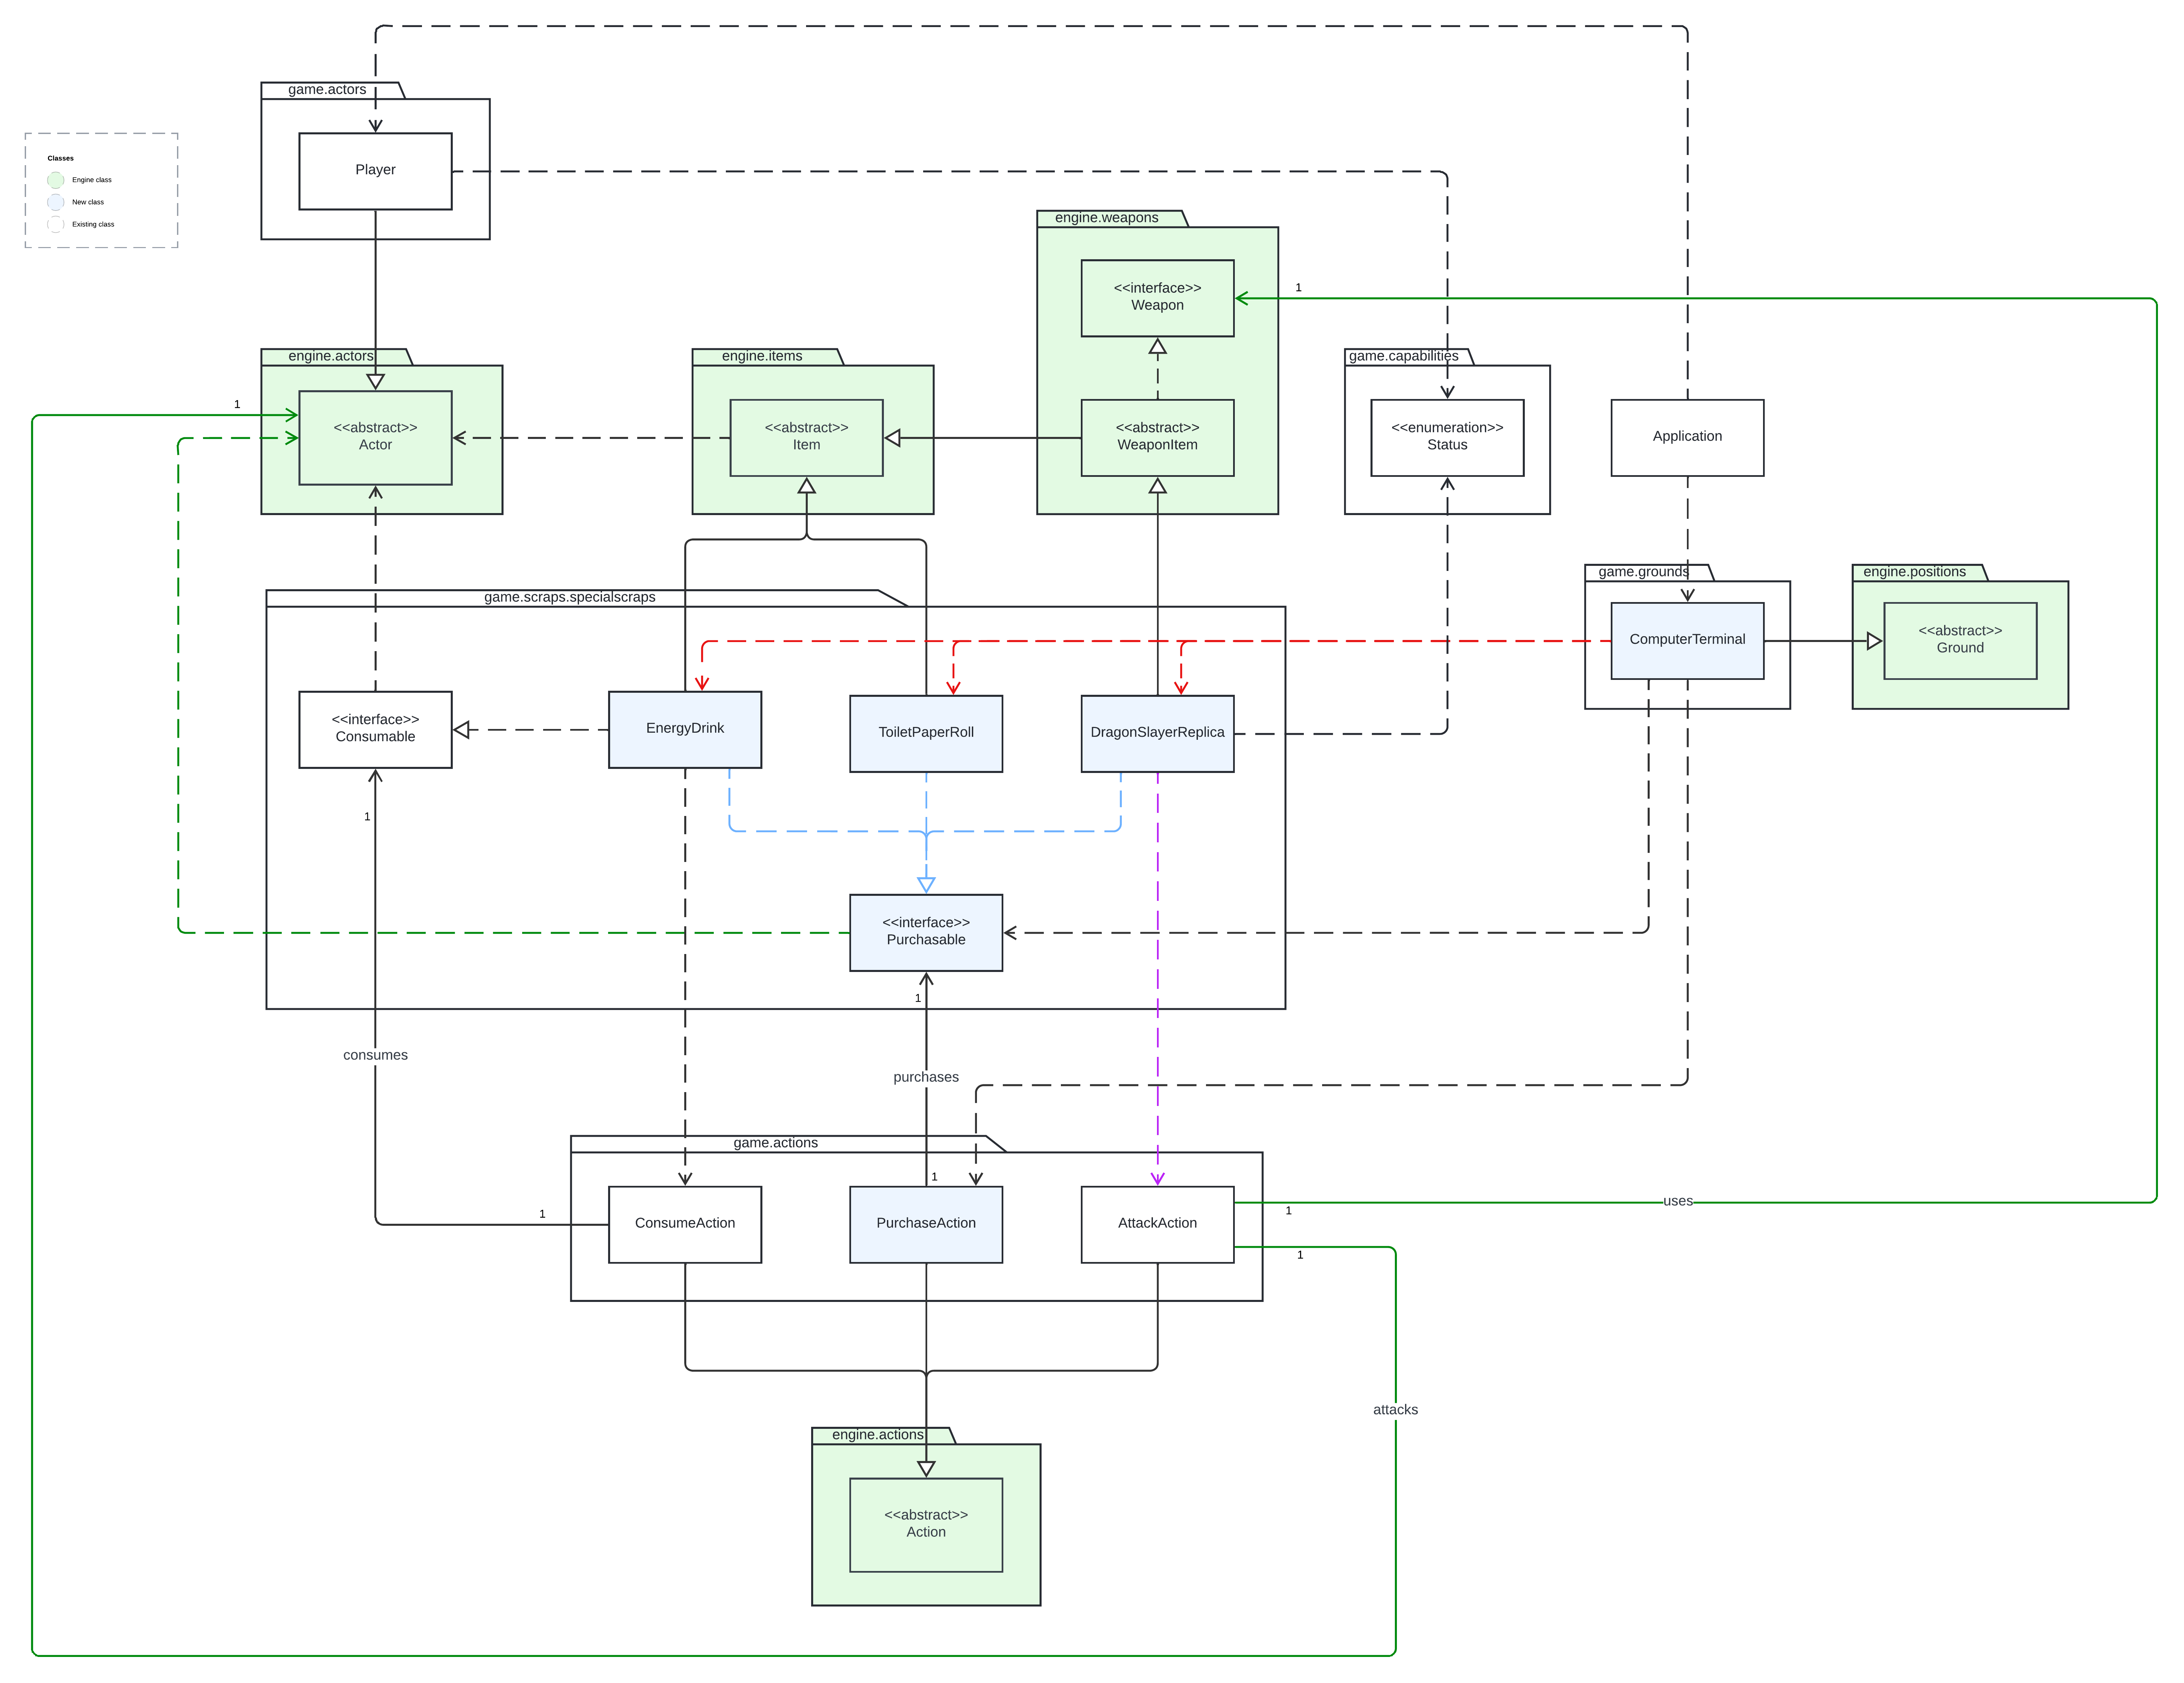 game.actors
Player
Classes
Engine class
New class
Existing class
engine.weapons
<<interface>>
Weapon
1
engine.actors
engine.items
game.capabilities
1
<<abstract>>
Actor
<<abstract>>
Item
<<abstract>>
WeaponItem
<<enumeration>>
Status
Application
game.grounds
engine.positions
game.scraps.specialscraps
ComputerTerminal
<<abstract>>
Ground
<<interface>>
Consumable
EnergyDrink
ToiletPaperRoll
DragonSlayerReplica
1
<<interface>>
Purchasable
1
consumes
purchases
game.actions
1
uses
1
1
ConsumeAction
PurchaseAction
AttackAction
1
attacks
engine.actions
<<abstract>>
Action